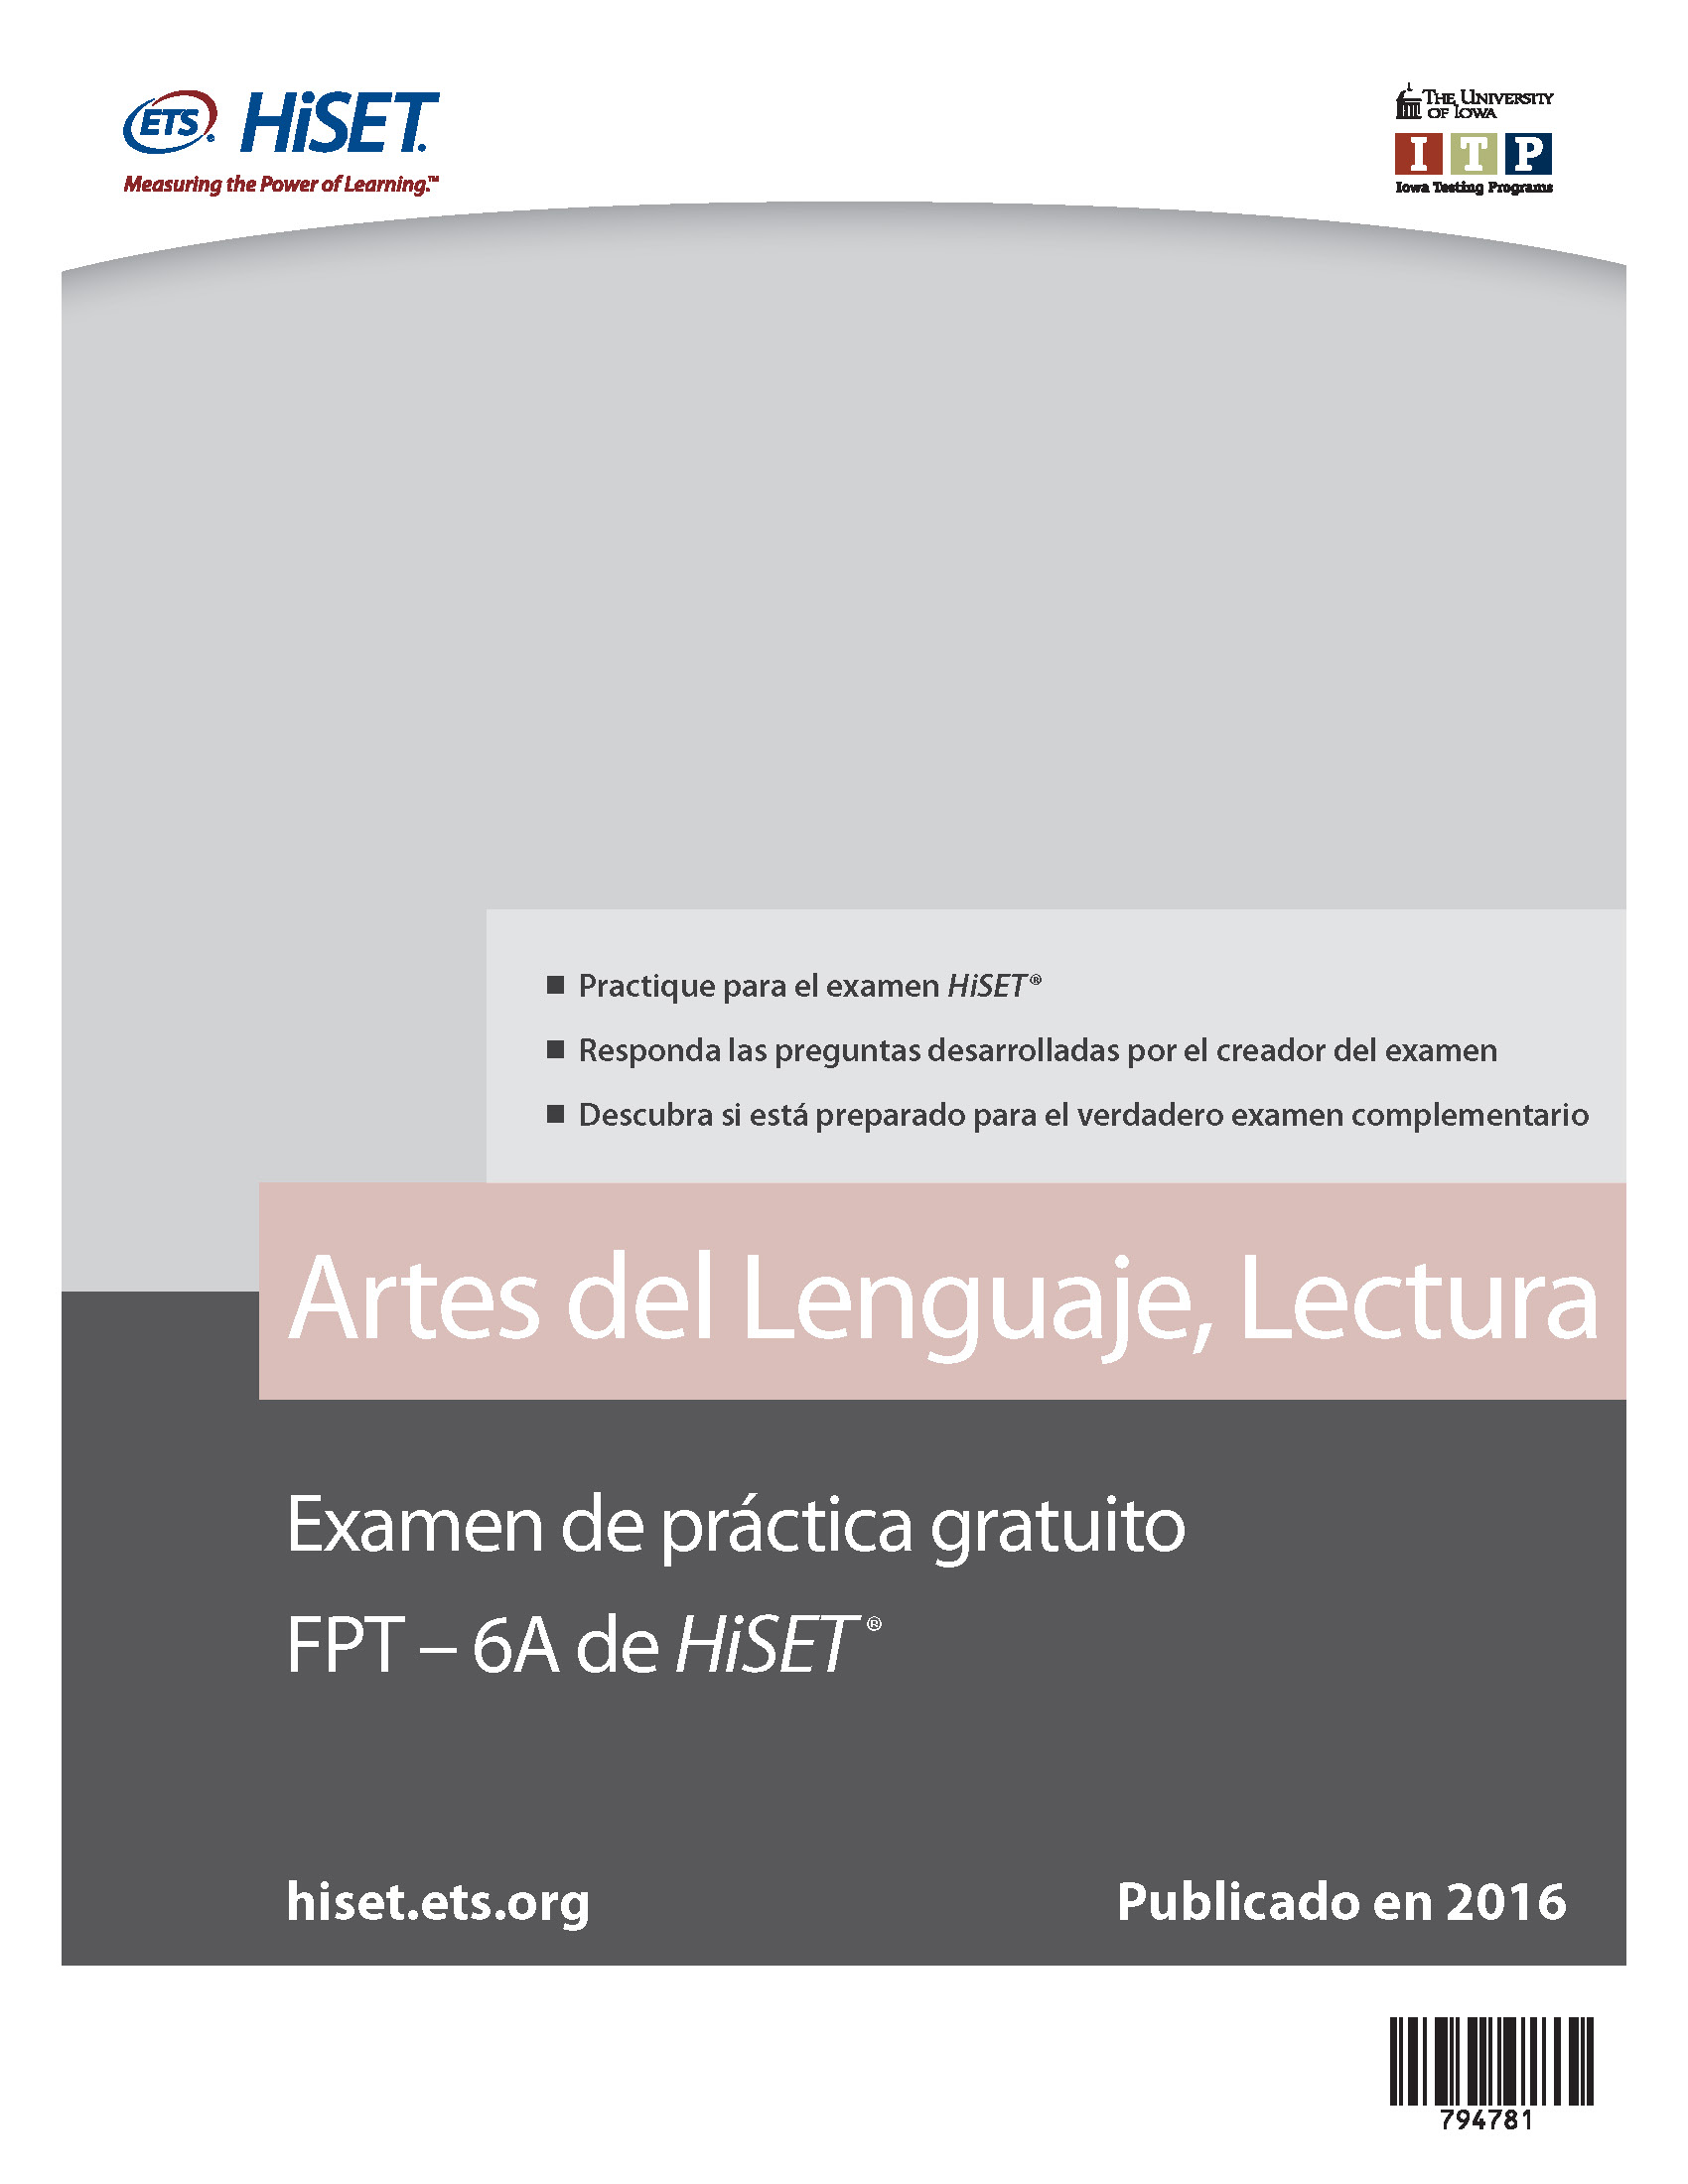 ETS® HiSET®
Measuring the Power of Learning.™
THE UNIVERSITY
OF IOWA
ITP
Iowa Testing Programs
■ Practique para el examen HiSET®
■ Responda las preguntas desarrolladas por el creador del examen
■ Descubra si está preparado para el verdadero examen complementario
Artes del Lenguaje, Lectura
Examen de práctica gratuito
FPT – 6A de HiSET®
hiset.ets.org
Publicado en 2016
794781